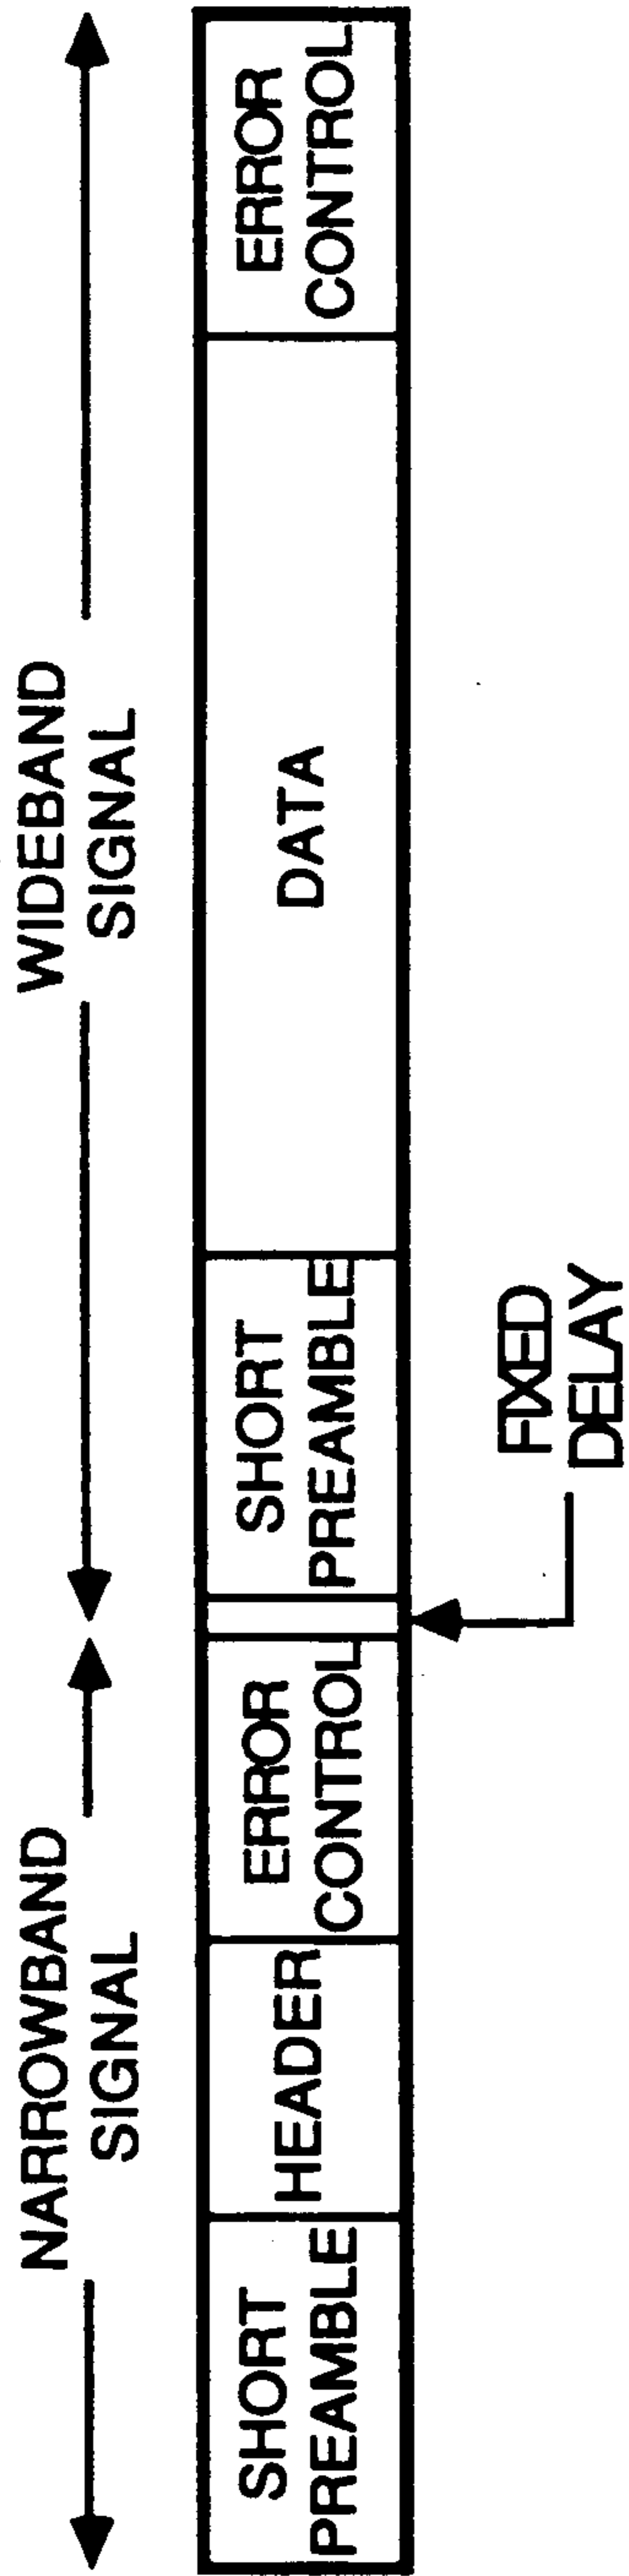 NARROWBAND
SIGNAL
WIDEBAND
SIGNAL
SHORT
PREAMBLE
HEADER
ERROR
CONTROL
SHORT
PREAMBLE
DATA
ERROR
CONTROL
FIXED
DELAY